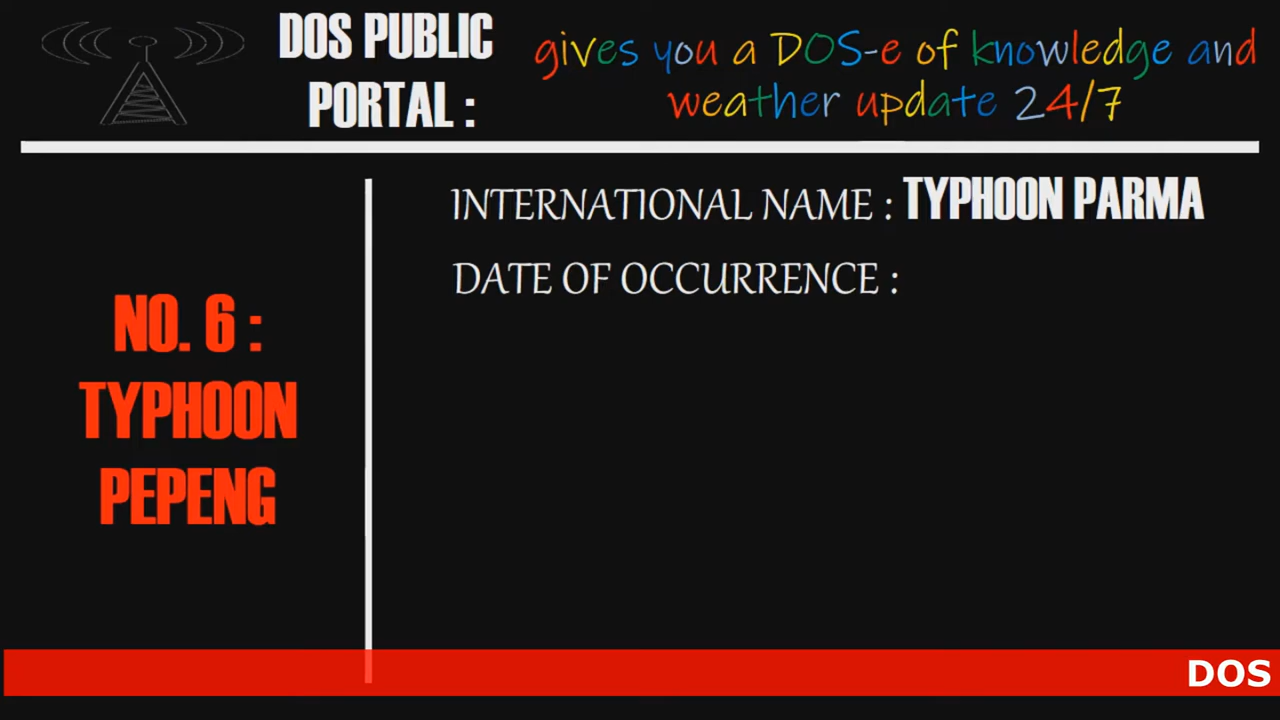 DOS PUBLIC
PORTAL :
gives you a DOS-e of knowledge and
weather update 24/7
INTERNATIONAL NAME : TYPHOON PARMA
DATE OF OCCURRENCE :
NO. 6 :
TYPHOON
PEPENG
DOS